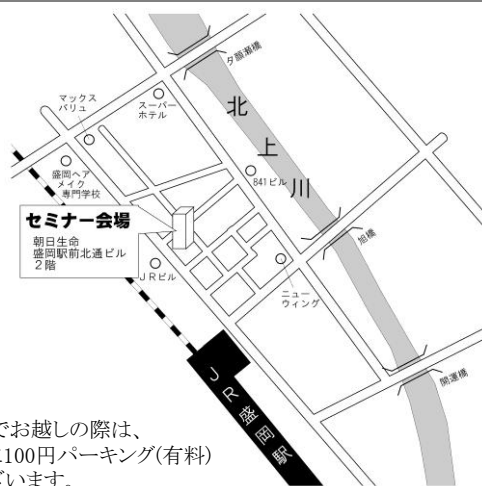 夕顔瀬橋
マックス
バリュ
スーパー
ホテル
北上川
盛岡ヘア
メイク
専門学校
841ビル
セミナー会場
朝日生命
盛岡駅前北通ビル
2階
旭橋
JRビル
ニュー
ウィング
開運橋
JR盛岡駅
でお越しの際は、
100円パーキング(有料)
ざいます。